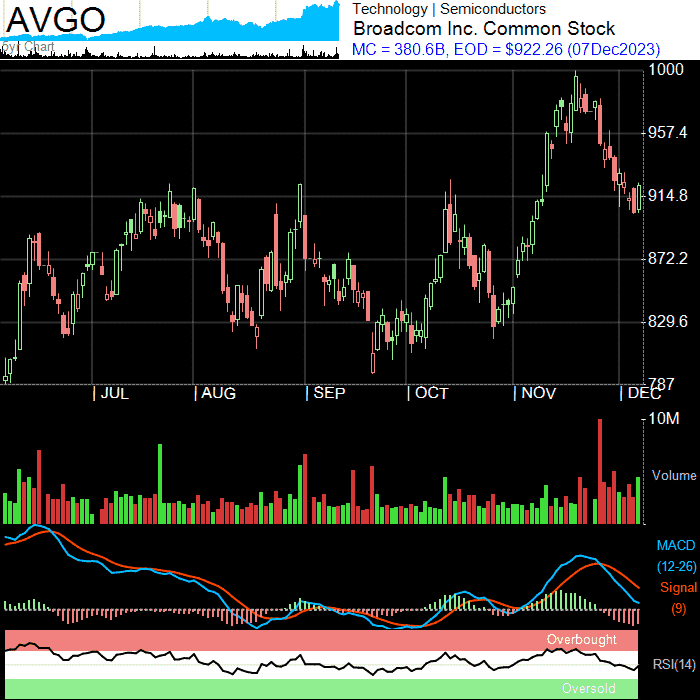 AVGO
Technology | Semiconductors
Broadcom Inc. Common Stock
MC = 380.6B, EOD = $922.26 (07Dec2023)
Chart
1000
957.4
914.8
872.2
829.6
787
| JUL | AUG | SEP | OCT | NOV | DEC
10M
Volume
MACD
(12-26)
Signal
(9)
Overbought
RSI(14)
Oversold